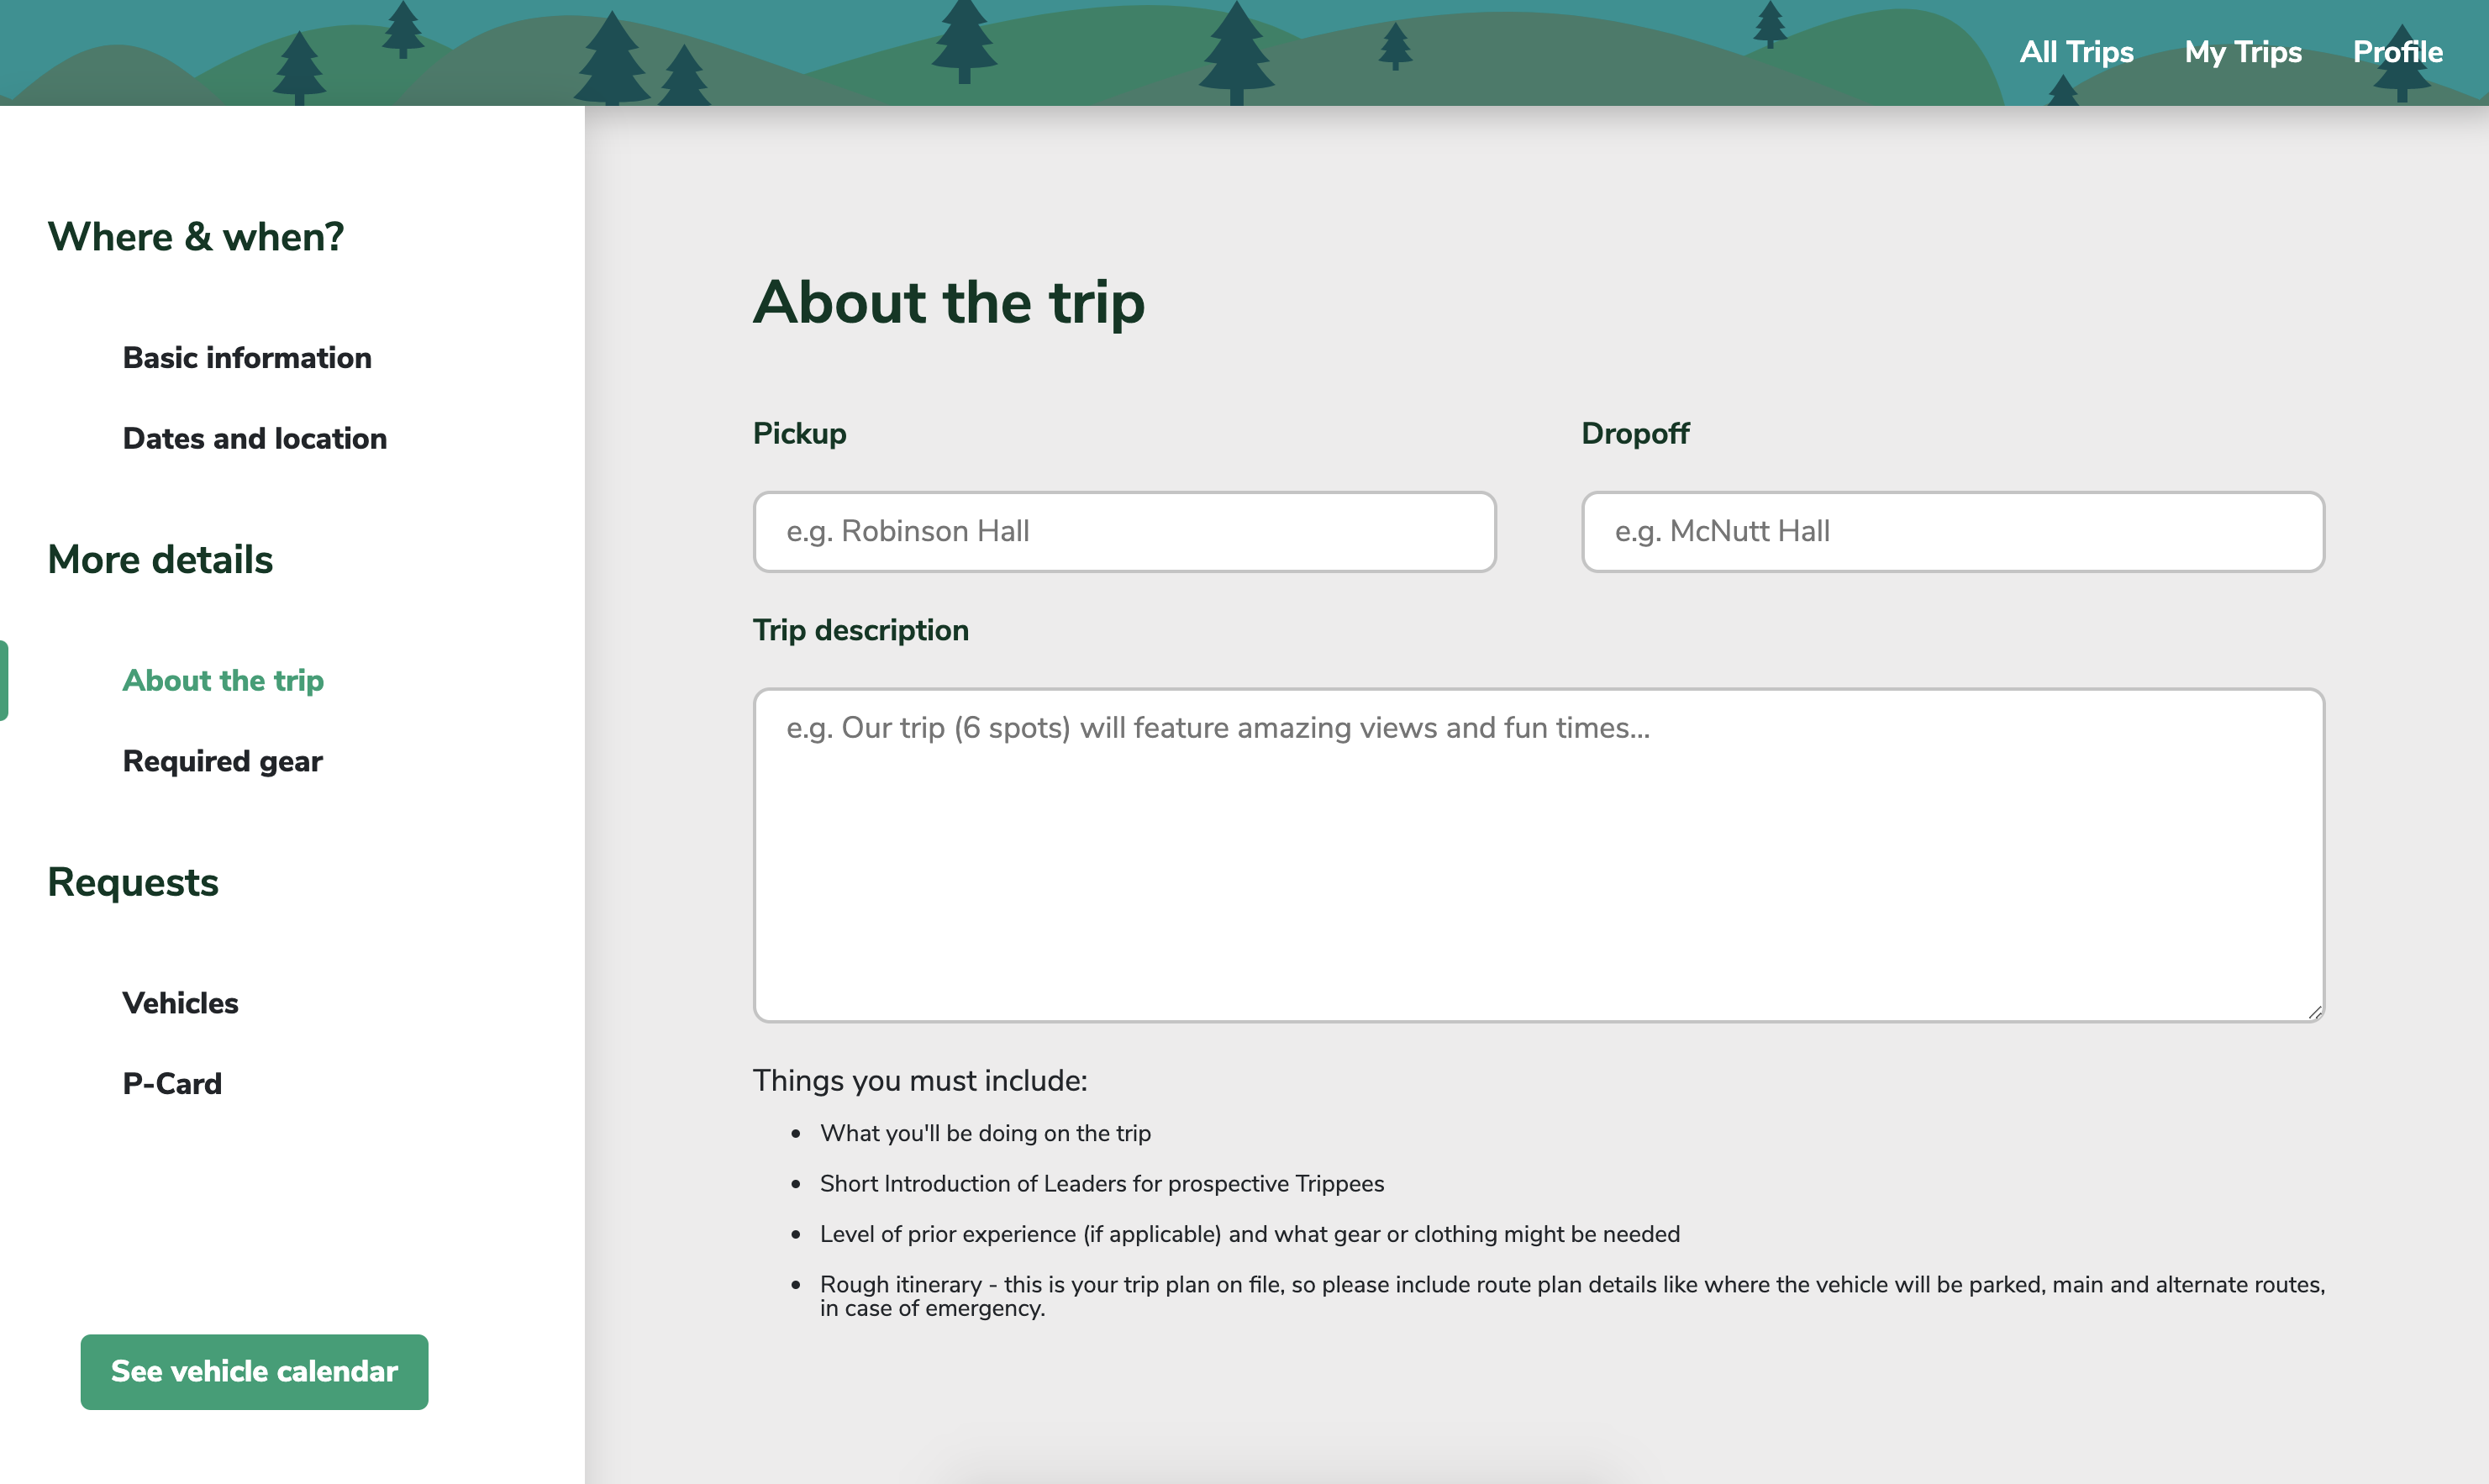 All Trips
My Trips
Profile
Where & when?
Basic information
Dates and location
More details
About the trip
Required gear
Requests
Vehicles
P-Card
See vehicle calendar
About the trip
Pickup
Dropoff
e.g. Robinson Hall
e.g. McNutt Hall
Trip description
e.g. Our trip (6 spots) will feature amazing views and fun times...
Things you must include:
• What you'll be doing on the trip
• Short Introduction of Leaders for prospective Trippees
• Level of prior experience (if applicable) and what gear or clothing might be needed
• Rough itinerary - this is your trip plan on file, so please include route plan details like where the vehicle will be parked, main and alternate routes,
in case of emergency.